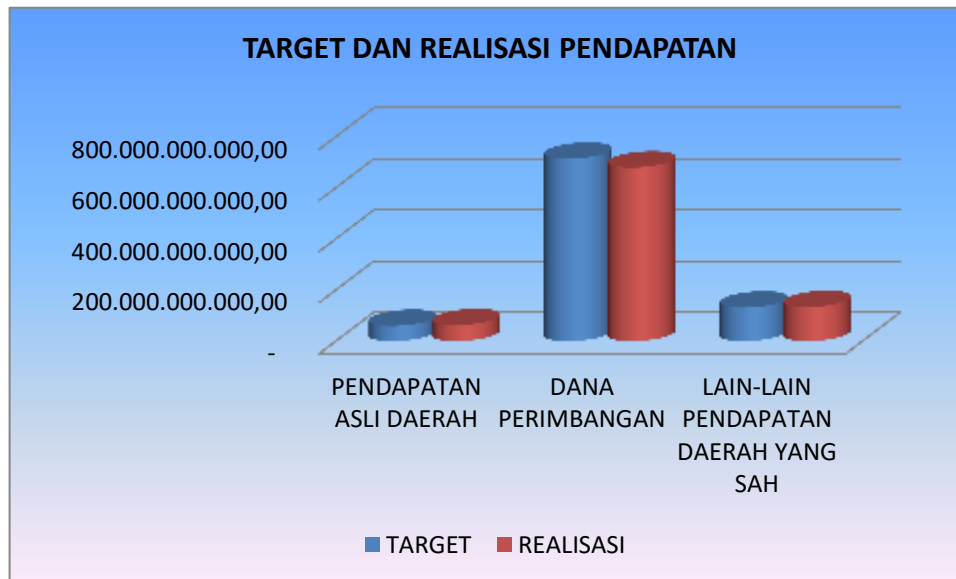 TARGET DAN REALISASI PENDAPATAN
800.000.000.000,00
600.000.000.000,00
400.000.000.000,00
200.000.000.000,00
-
PENDAPATAN
ASLI DAERAH
DANA
PERIMBANGAN
LAIN-LAIN
PENDAPATAN
DAERAH YANG
SAH
TARGET
REALISASI